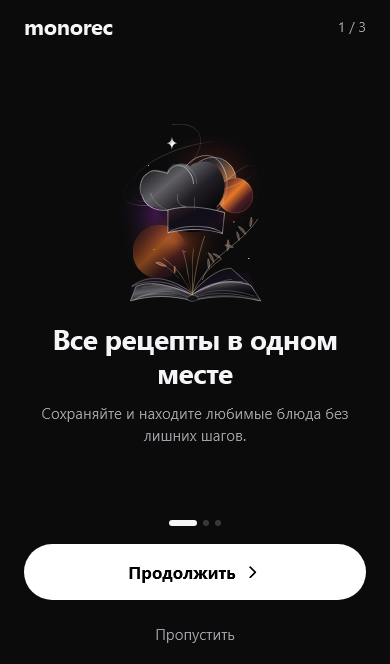 monorec
1 / 3
Все рецепты в одном
месте
Сохраняйте и находите любимые блюда без
лишних шагов.
Продолжить
Пропустить